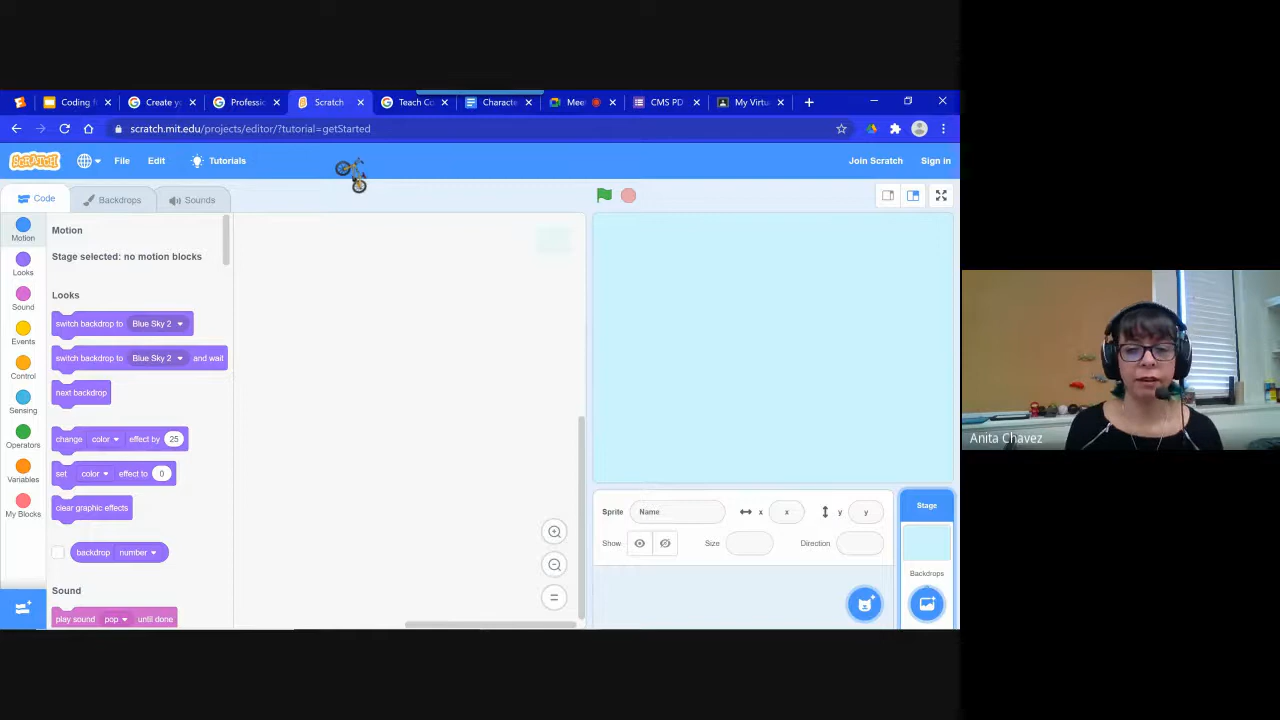 Coding f
Create yo
Professio
Scratch
Teach Co
Characte
Mee
CMS PD
My Virtu
scratch.mit.edu/projects/editor/?tutorial=getStarted
SCRATCH
File
Edit
Tutorials
Join Scratch
Sign in
Code
Backdrops
Sounds
Motion
Looks
Sound
Events
Control
Sensing
Operators
Variables
My Blocks
Motion
Stage selected: no motion blocks
Looks
switch backdrop to Blue Sky 2
switch backdrop to Blue Sky 2 and wait
next backdrop
change color effect by 25
set color effect to 0
clear graphic effects
backdrop number
Sound
play sound pop until done
Sprite Name x x y y
Show Size Direction
Stage
Backdrops
Anita Chavez